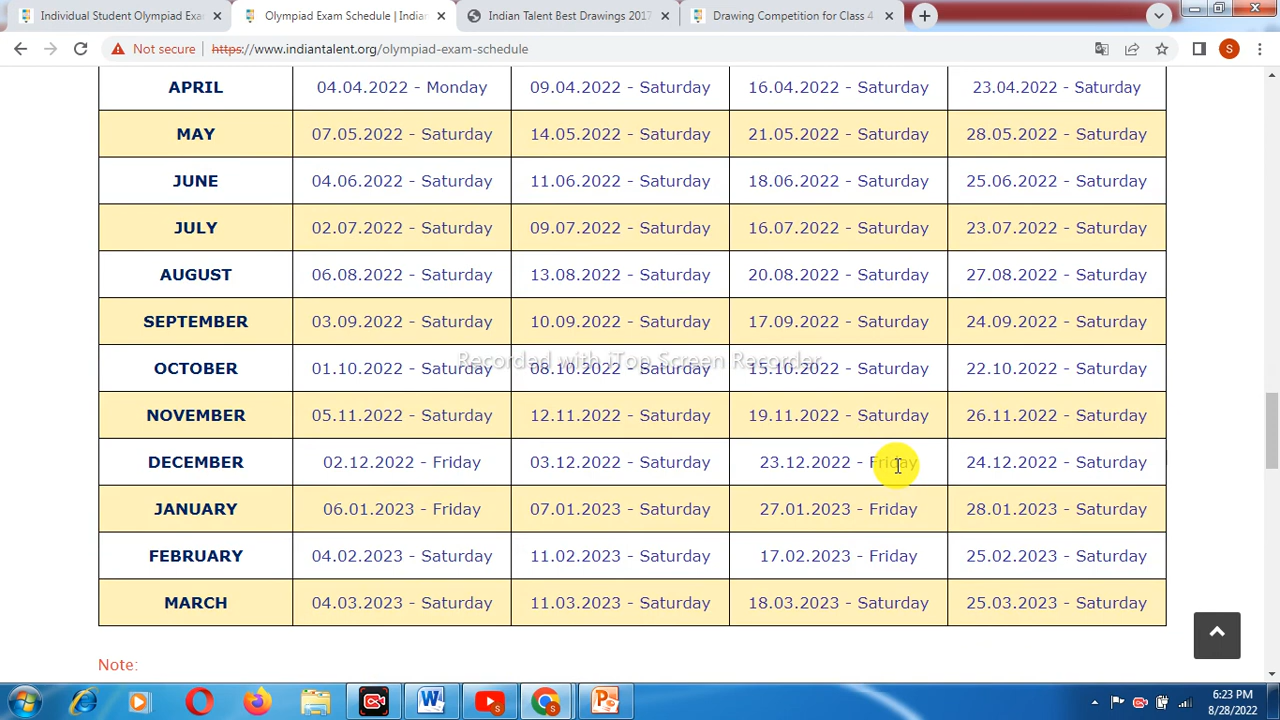 Individual Student Olympiad Exa
Olympiad Exam Schedule | India
Indian Talent Best Drawings 2017
Drawing Competition for Class 4
Not secure
https://www.indiantalent.org/olympiad-exam-schedule
S
APRIL 04.04.2022 - Monday 09.04.2022 - Saturday 16.04.2022 - Saturday 23.04.2022 - Saturday
MAY 07.05.2022 - Saturday 14.05.2022 - Saturday 21.05.2022 - Saturday 28.05.2022 - Saturday
JUNE 04.06.2022 - Saturday 11.06.2022 - Saturday 18.06.2022 - Saturday 25.06.2022 - Saturday
JULY 02.07.2022 - Saturday 09.07.2022 - Saturday 16.07.2022 - Saturday 23.07.2022 - Saturday
AUGUST 06.08.2022 - Saturday 13.08.2022 - Saturday 20.08.2022 - Saturday 27.08.2022 - Saturday
SEPTEMBER 03.09.2022 - Saturday 10.09.2022 - Saturday 17.09.2022 - Saturday 24.09.2022 - Saturday
Recorded with iTop Screen Recorder
OCTOBER 01.10.2022 - Saturday 08.10.2022 - Saturday 15.10.2022 - Saturday 22.10.2022 - Saturday
NOVEMBER 05.11.2022 - Saturday 12.11.2022 - Saturday 19.11.2022 - Saturday 26.11.2022 - Saturday
DECEMBER 02.12.2022 - Friday 03.12.2022 - Saturday 23.12.2022 - Friday 24.12.2022 - Saturday
JANUARY 06.01.2023 - Friday 07.01.2023 - Saturday 27.01.2023 - Friday 28.01.2023 - Saturday
FEBRUARY 04.02.2023 - Saturday 11.02.2023 - Saturday 17.02.2023 - Friday 25.02.2023 - Saturday
MARCH 04.03.2023 - Saturday 11.03.2023 - Saturday 18.03.2023 - Saturday 25.03.2023 - Saturday
Note:
6:23 PM
8/28/2022